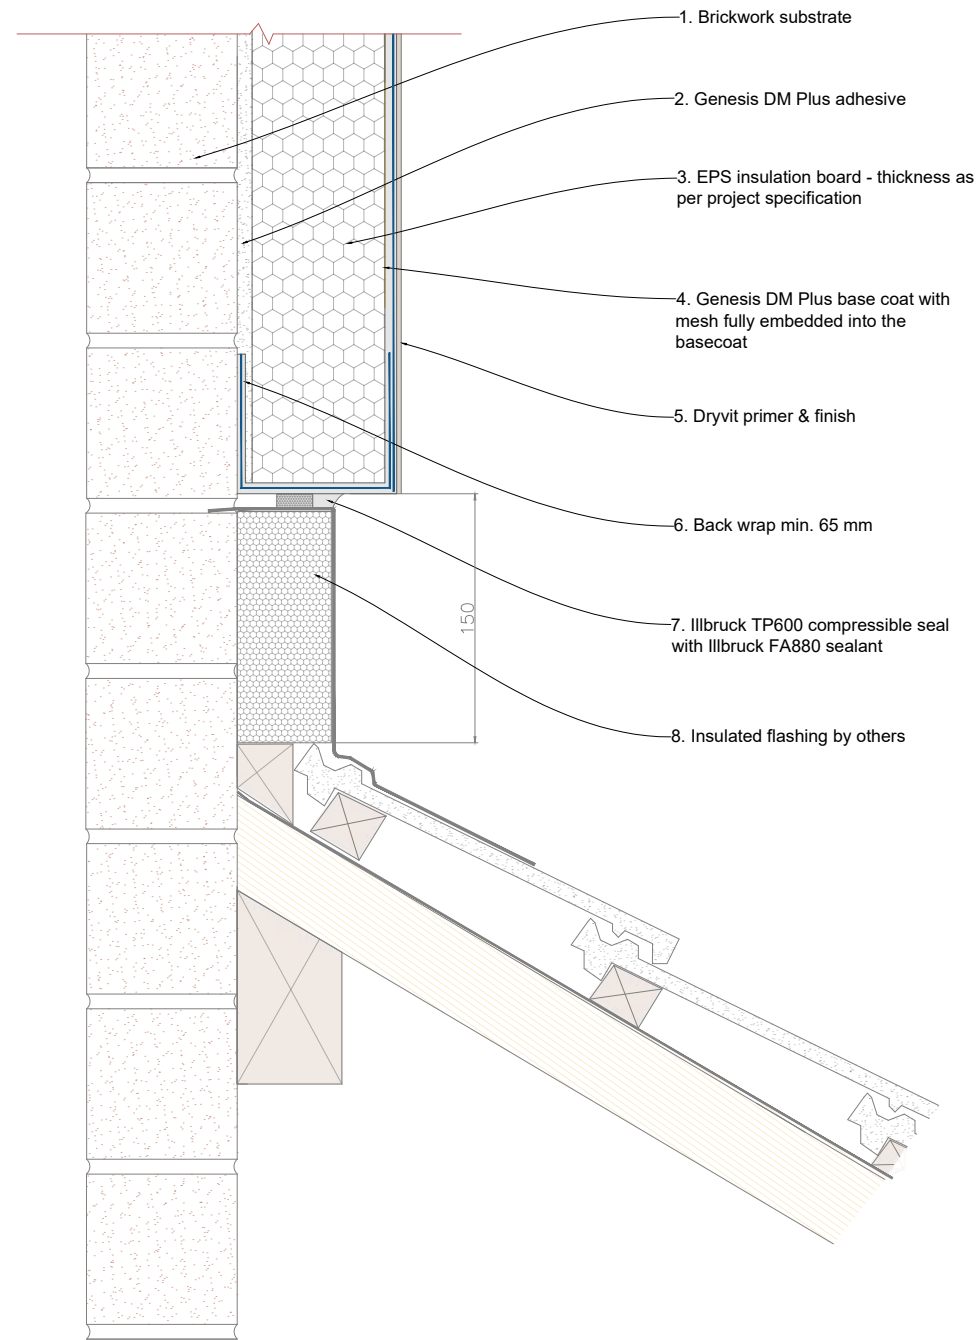 1. Brickwork substrate
2. Genesis DM Plus adhesive
3. EPS insulation board - thickness as
per project specification
4. Genesis DM Plus base coat with
mesh fully embedded into the
basecoat
5. Dryvit primer & finish
6. Back wrap min. 65 mm
150
7. Illbruck TP600 compressible seal
with Illbruck FA880 sealant
8. Insulated flashing by others